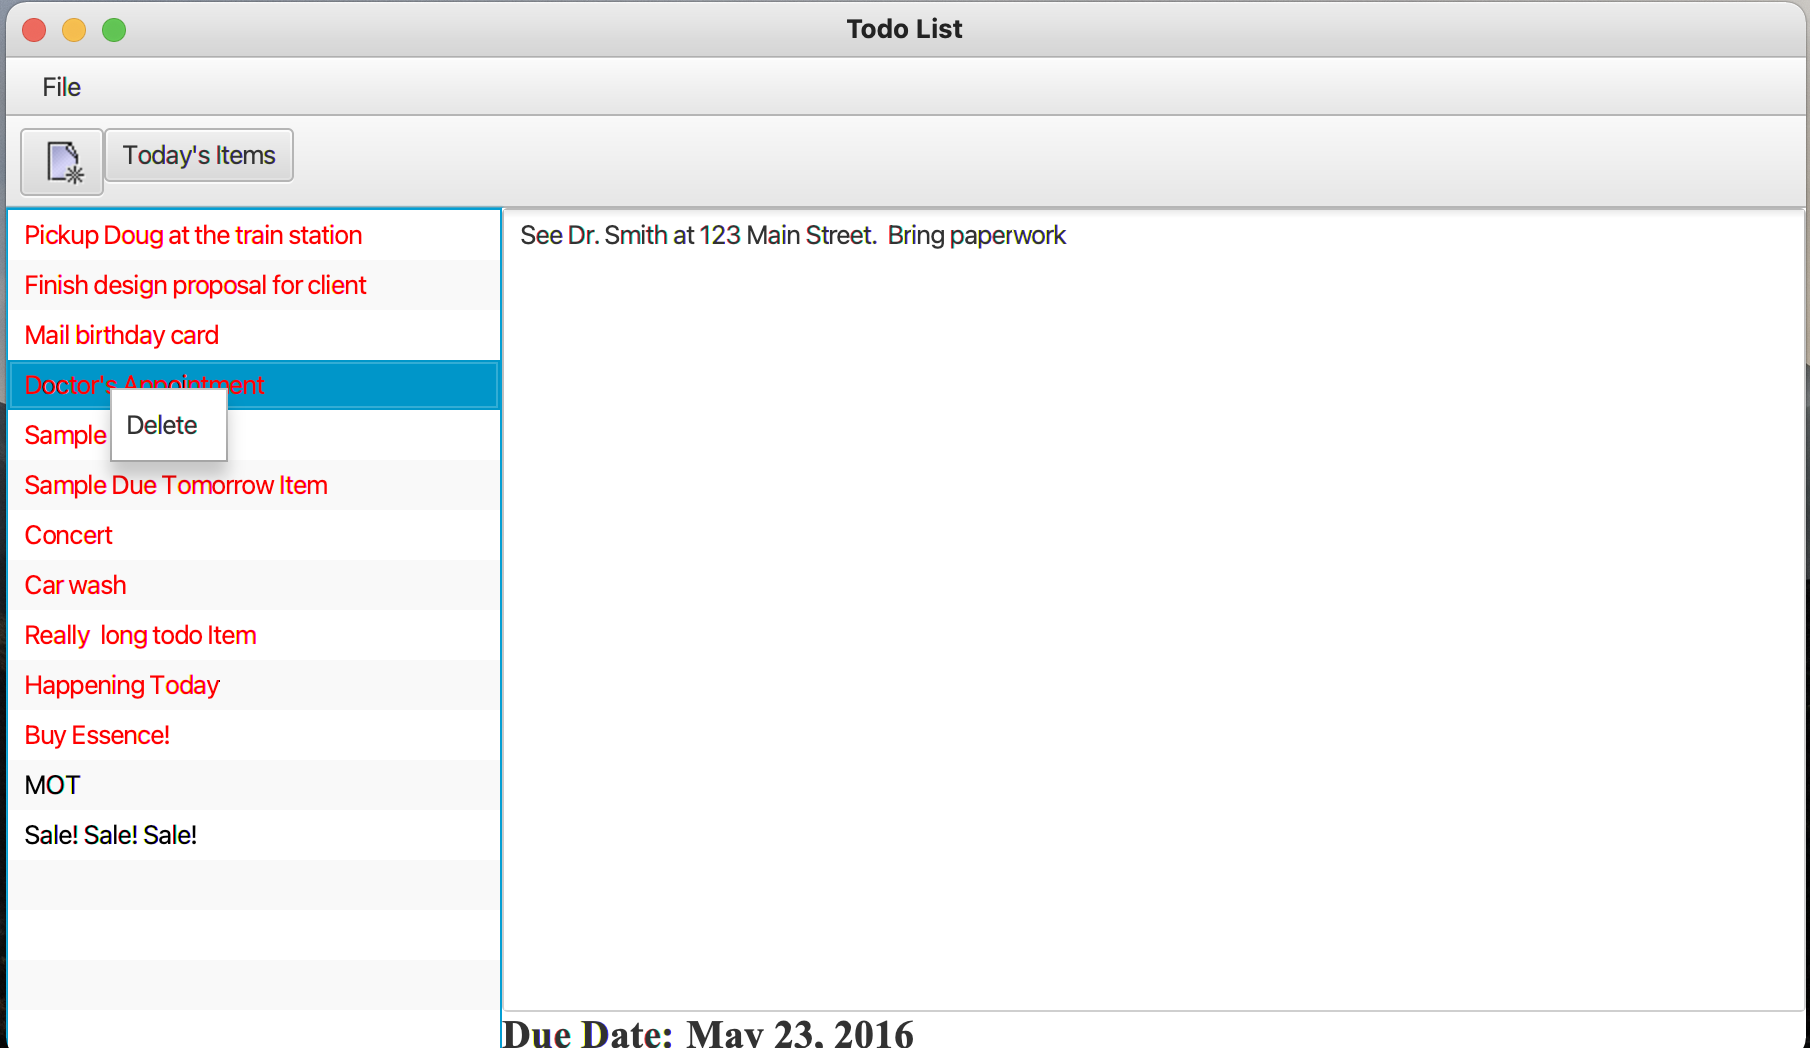 Todo List
File
Today's Items
Pickup Doug at the train station
Finish design proposal for client
Mail birthday card
Doctor's Appointment
Delete
Sample
Sample Due Tomorrow Item
Concert
Car wash
Really  long todo Item
Happening Today
Buy Essence!
MOT
Sale! Sale! Sale!
See Dr. Smith at 123 Main Street.  Bring paperwork
Due Date: May 23, 2016